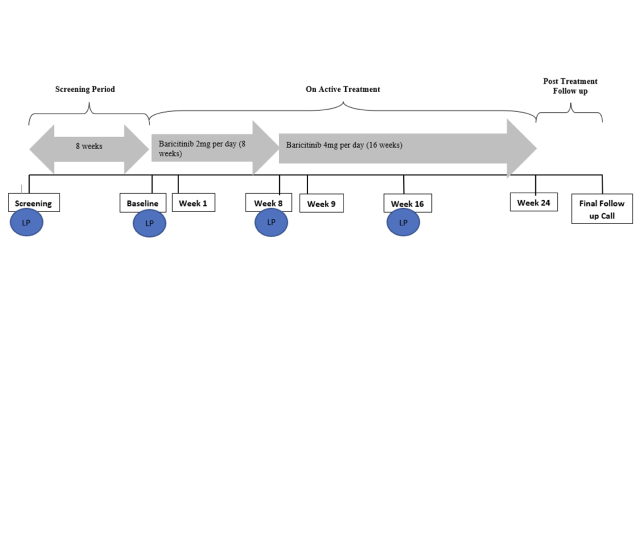 Screening Period
On Active Treatment
Post Treatment
Follow up
8 weeks
Baricitinib 2mg per day (8
weeks)
Baricitinib 4mg per day (16 weeks)
Screening
Baseline
Week 1
Week 8
Week 9
Week 16
Week 24
Final Follow
up Call
LP
LP
LP
LP